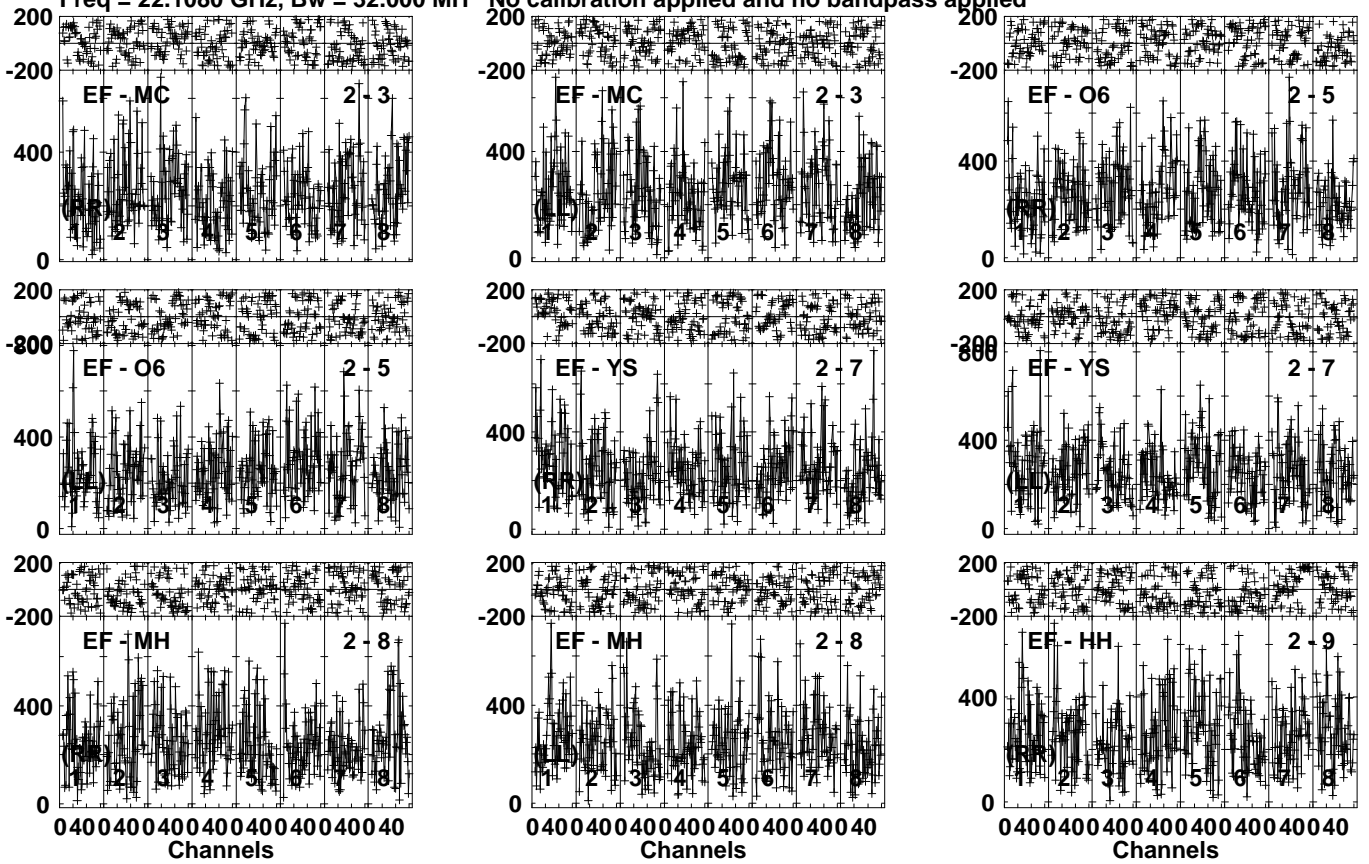 Freq = 22.1080 GHz, Bw = 32.000 MH No calibration applied and no bandpass applied
200 200 200
-200 -200 -200
EF - MC 2 - 3 EF - MC 2 - 3 EF - O6 2 - 5
400 400 400
(RR) (LL) (RR)
1 2 3 4 5 6 7 8 1 2 3 4 5 6 7 8 1 2 3 4 5 6 7 8
0 0 0
200 200 200
-200 -200 -200
800 800
EF - O6 2 - 5 EF - YS 2 - 7 EF - YS 2 - 7
400 400 400
(LL) (RR) (LL)
1 2 3 4 5 6 7 8 1 2 3 4 5 6 7 8 1 2 3 4 5 6 7 8
0 0 0
200 200 200
-200 -200 -200
EF - MH 2 - 8 EF - MH 2 - 8 EF - HH 2 - 9
400 400 400
(RR) (LL) (RR)
1 2 3 4 5 6 7 8 1 2 3 4 5 6 7 8 1 2 3 4 5 6 7 8
0 0 0
0 40 0 40 0 40 0 40 0 40 0 40 0 40 0 40 0 40 0 40 0 40 0 40 0 40 0 40 0 40 0 40 0 40 0 40 0 40 0 40 0 40 0 40 0 40 0 40
Channels Channels Channels